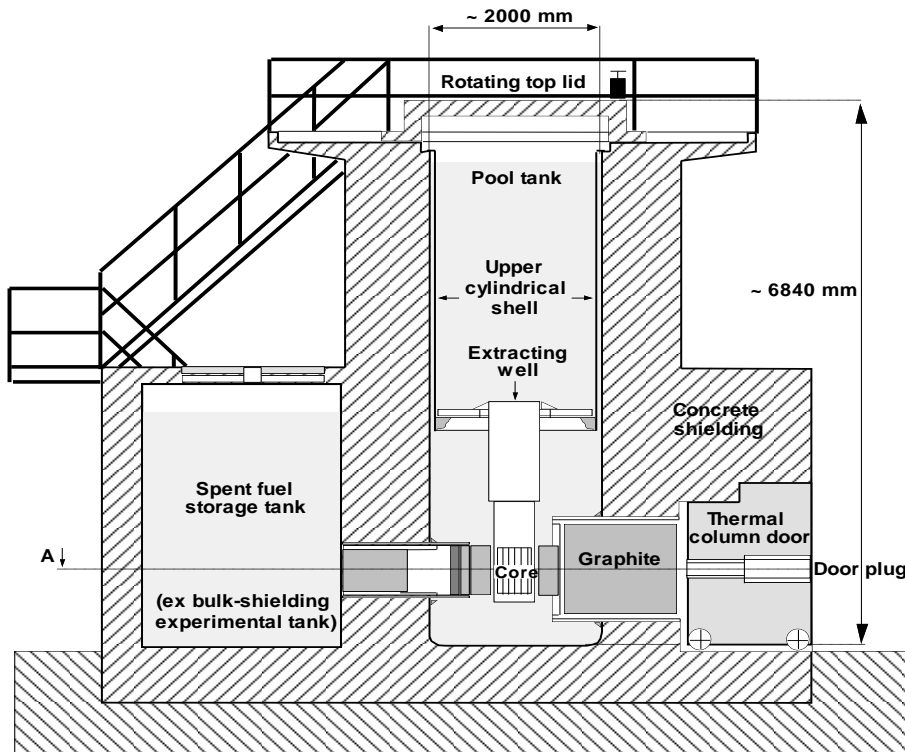 ~ 2000 mm
Rotating top lid
Pool tank
Upper
cylindrical
shell
~ 6840 mm
Extracting
well
Concrete
shielding
Spent fuel
storage tank
Thermal
column door
A
Core
Graphite
Door plug
(ex bulk-shielding
experimental tank)